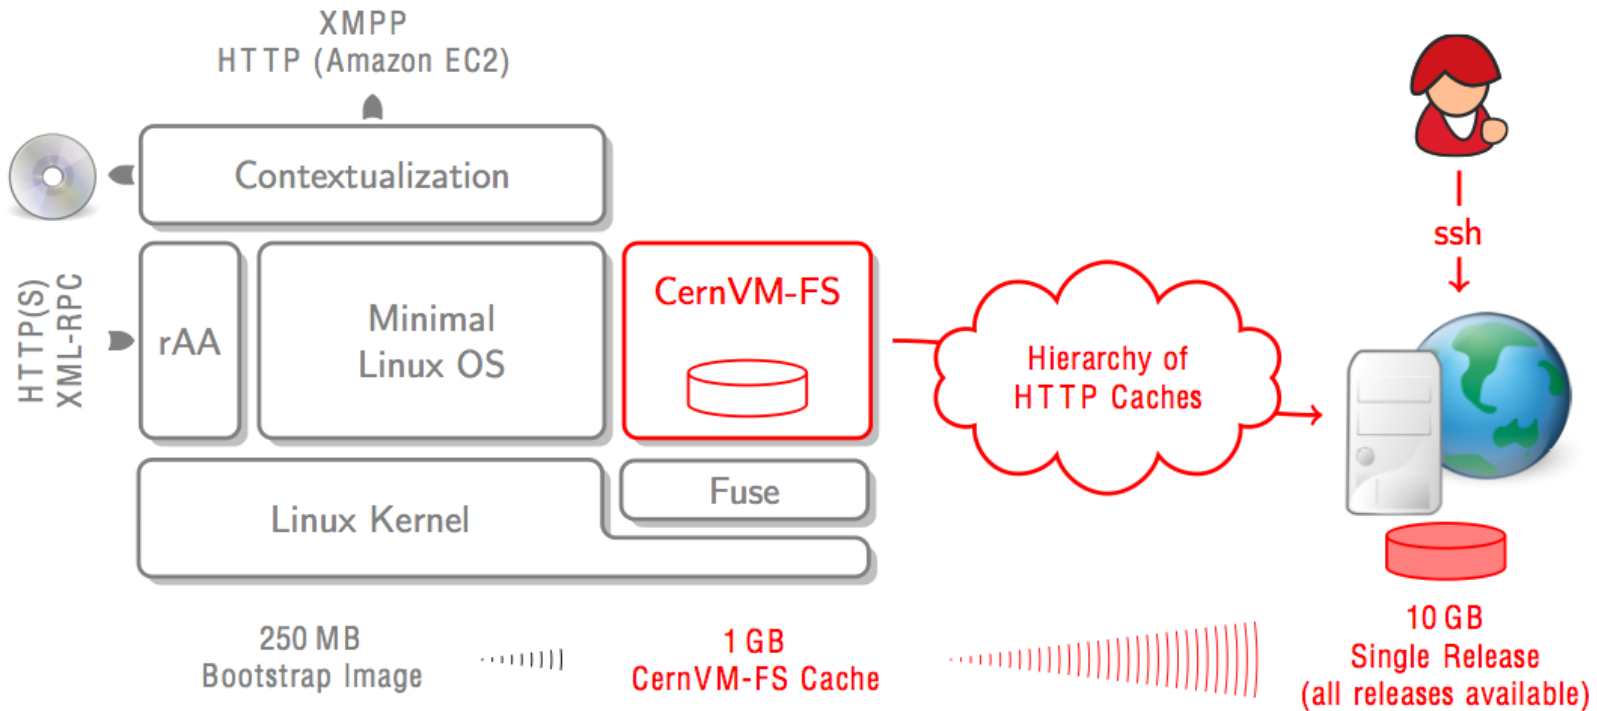 XMPP
HTTP (Amazon EC2)
Contextualization
HTTP(S)
XML-RPC
rAA
Minimal
Linux OS
CernVM-FS
Hierarchy of
HTTP Caches
ssh
Linux Kernel
Fuse
250 MB
Bootstrap Image
1 GB
CernVM-FS Cache
10 GB
Single Release
(all releases available)